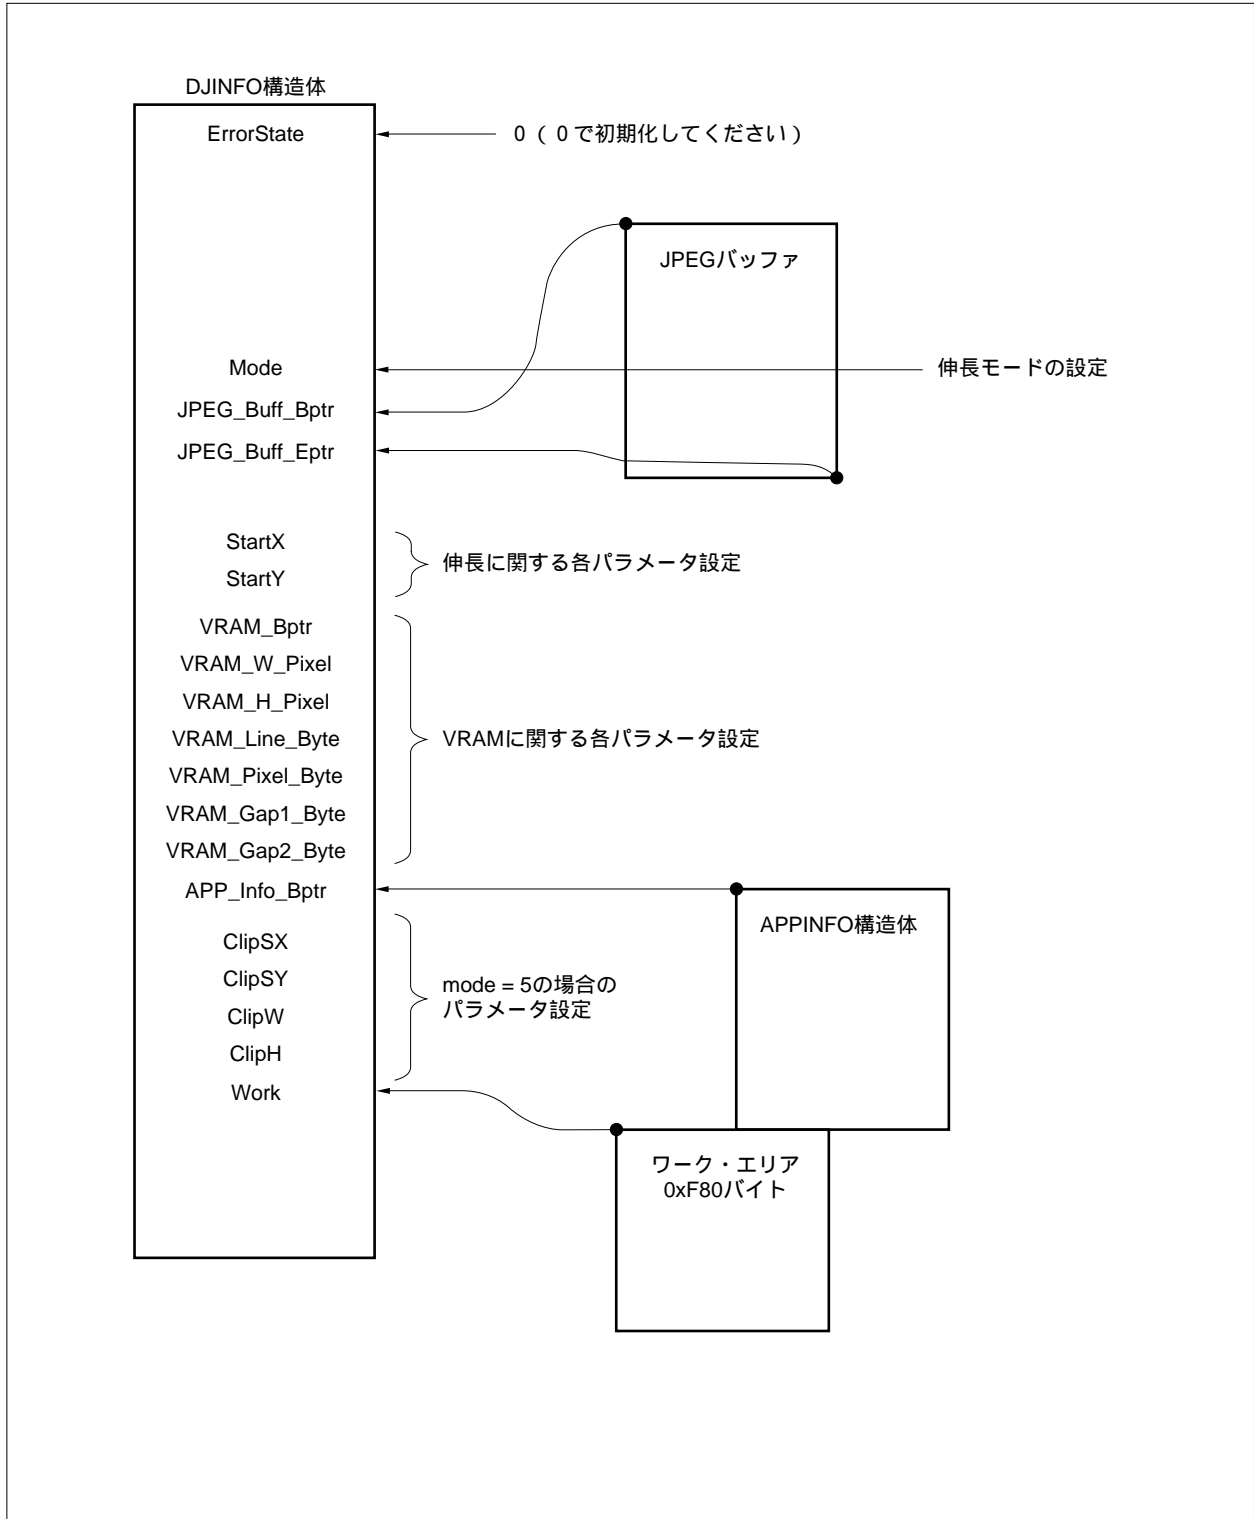 DJINFO構造体
ErrorState
0（0で初期化してください）
JPEGバッファ
Mode
伸長モードの設定
JPEG_Buff_Bptr
JPEG_Buff_Eptr
StartX
StartY
伸長に関する各パラメータ設定
VRAM_Bptr
VRAM_W_Pixel
VRAM_H_Pixel
VRAM_Line_Byte
VRAM_Pixel_Byte
VRAM_Gap1_Byte
VRAM_Gap2_Byte
VRAMに関する各パラメータ設定
APP_Info_Bptr
APPINFO構造体
ClipSX
ClipSY
ClipW
ClipH
mode = 5の場合の
パラメータ設定
Work
ワーク・エリア
0xF80バイト